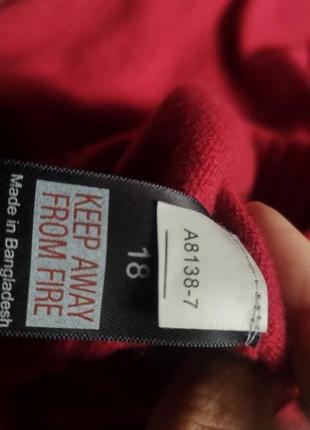 A8138-7
18
KEEP AWAY
FROM FIRE
Made in Bangladesh